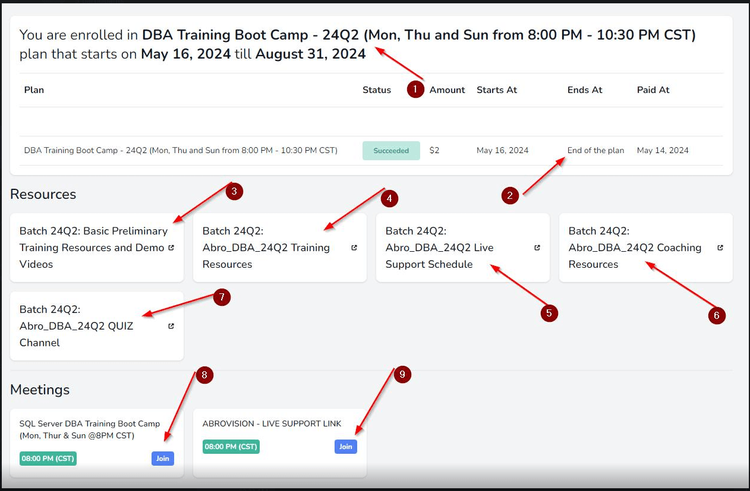 You are enrolled in DBA Training Boot Camp - 24Q2 (Mon, Thu and Sun from 8:00 PM - 10:30 PM CST)
plan that starts on May 16, 2024 till August 31, 2024
1
Plan Status Amount Starts At Ends At Paid At
DBA Training Boot Camp - 24Q2 (Mon, Thu and Sun from 8:00 PM - 10:30 PM CST) Succeeded $2 May 16, 2024 End of the plan May 14, 2024
2
Resources
3
4
Batch 24Q2: Basic Preliminary
Training Resources and Demo
Videos
Batch 24Q2:
Abro_DBA_24Q2 Training
Resources
Batch 24Q2:
Abro_DBA_24Q2 Live
Support Schedule
5
Batch 24Q2:
Abro_DBA_24Q2 Coaching
Resources
6
7
Batch 24Q2:
Abro_DBA_24Q2 QUIZ
Channel
Meetings
8
9
SQL Server DBA Training Boot Camp
(Mon, Thur & Sun @8PM CST)
08:00 PM (CST) Join
ABROVISION - LIVE SUPPORT LINK
08:00 PM (CST) Join